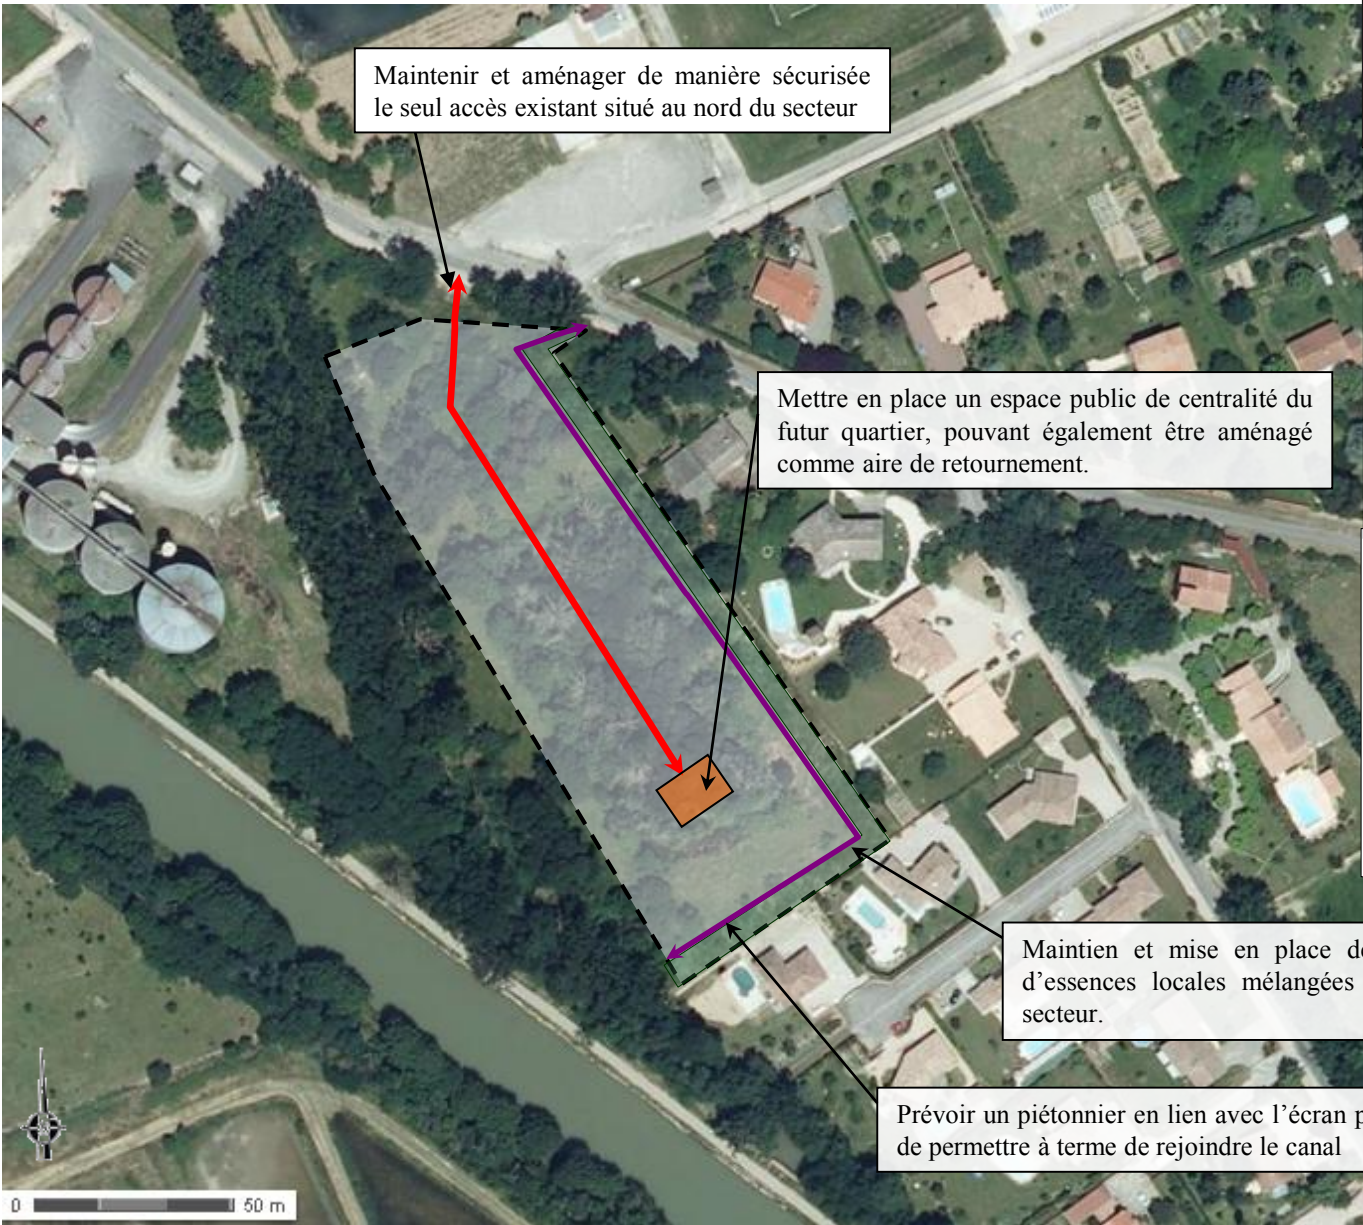 Maintenir et aménager de manière sécurisée
le seul accès existant situé au nord du secteur
Mettre en place un espace public de centralité du
futur quartier, pouvant également être aménagé
comme aire de retournement.
Maintien et mise en place
d’essences locales mélangées
secteur.
Prévoir un piétonnier en lien avec l’écran
de permettre à terme de rejoindre le canal
0 50 m